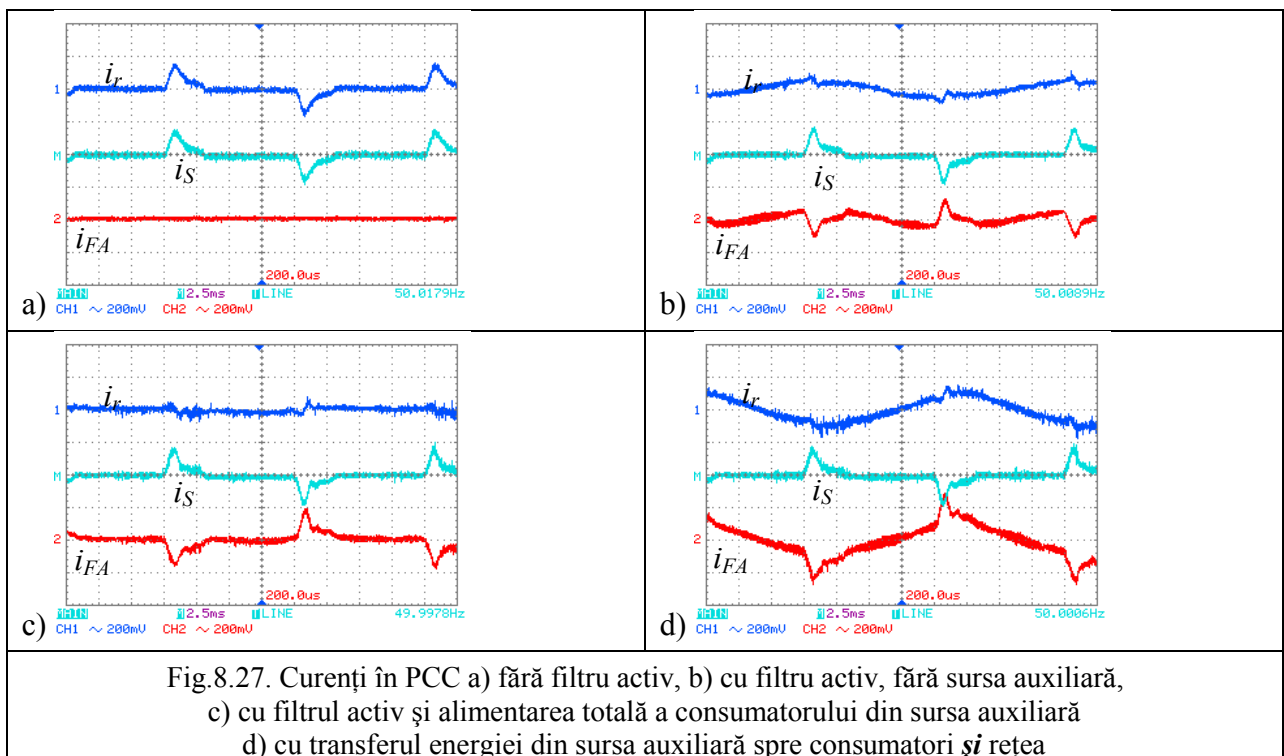 i_r
1
M
i_S
2
i_FA
200.0us
MAIN M 2.5ms T LINE 50.0179Hz
a) CH1 ~ 200mV CH2 ~ 200mV
i_r
1
M
i_S
2
i_FA
200.0us
MAIN M 2.5ms T LINE 50.0089Hz
b) CH1 ~ 200mV CH2 ~ 200mV
i_r
1
M
i_S
2
i_FA
200.0us
MAIN M 2.5ms T LINE 49.9978Hz
c) CH1 ~ 200mV CH2 ~ 200mV
i_r
1
M
i_S
2
i_FA
200.0us
MAIN M 2.5ms T LINE 50.0006Hz
d) CH1 ~ 200mV CH2 ~ 200mV
Fig.8.27. Curenți în PCC a) fără filtru activ, b) cu filtru activ, fără sursa auxiliară,
c) cu filtrul activ şi alimentarea totală a consumatorului din sursa auxiliară
d) cu transferul energiei din sursa auxiliară spre consumatori şi rețea